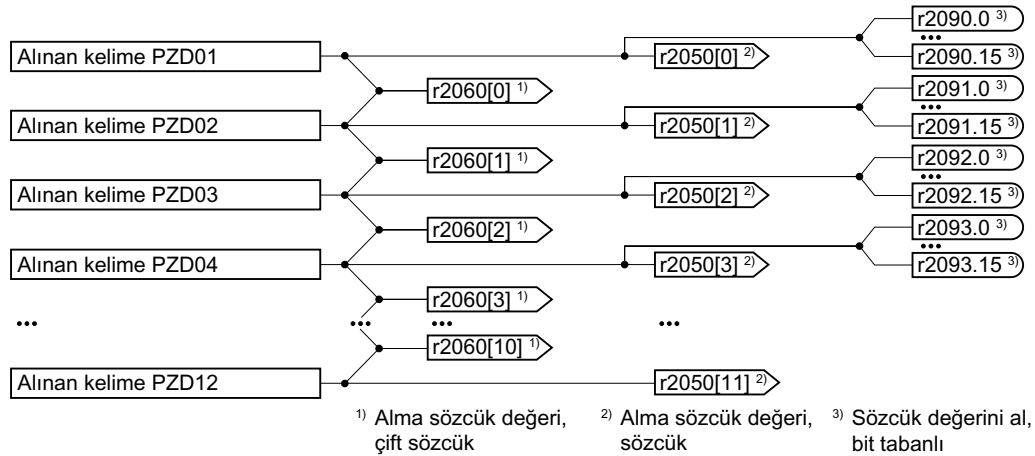 r2090.0 3)
...
Alınan kelime PZD01
r2050[0] 2)
r2090.15 3)
r2060[0] 1)
r2091.0 3)
...
Alınan kelime PZD02
r2050[1] 2)
r2091.15 3)
r2060[1] 1)
r2092.0 3)
...
Alınan kelime PZD03
r2050[2] 2)
r2092.15 3)
r2060[2] 1)
r2093.0 3)
...
Alınan kelime PZD04
r2050[3] 2)
r2093.15 3)
r2060[3] 1)
... ... ... ...
r2060[10] 1)
Alınan kelime PZD12
r2050[11] 2)
1) Alma sözcük değeri,
çift sözcük
2) Alma sözcük değeri,
sözcük
3) Sözcük değerini al,
bit tabanlı